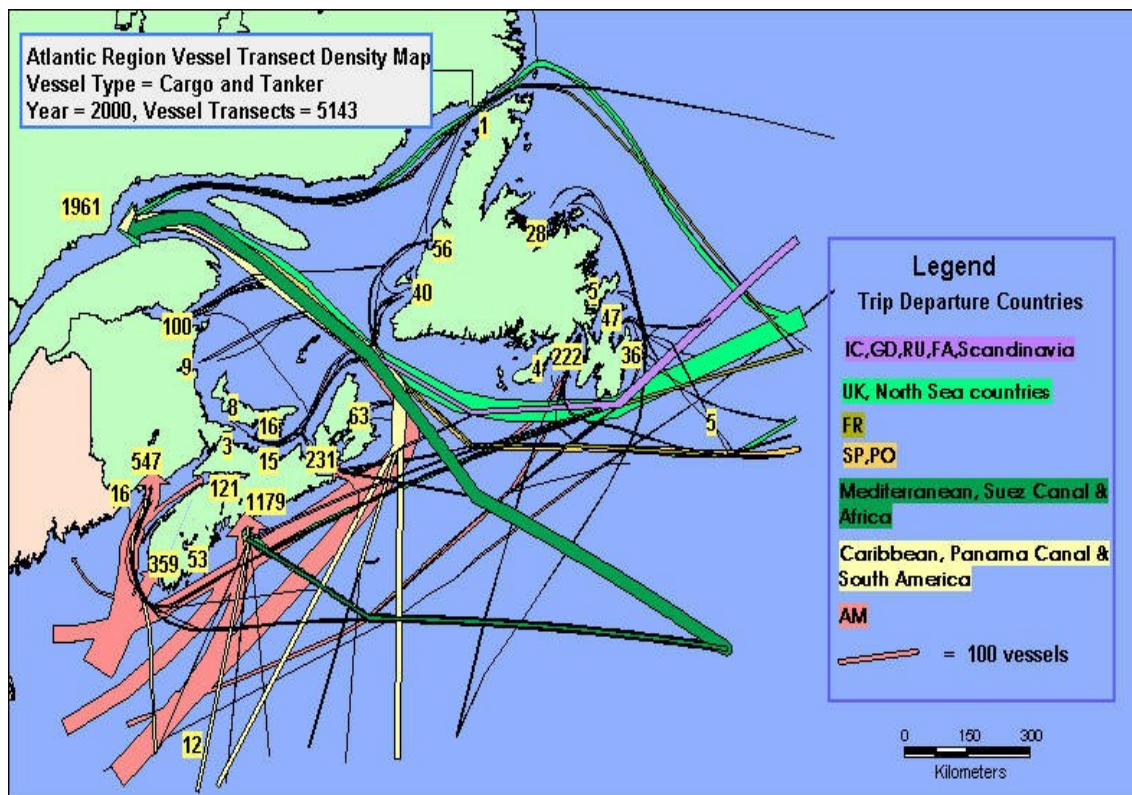 Atlantic Region Vessel Transect Density Map
Vessel Type = Cargo and Tanker
Year = 2000, Vessel Transects = 5143
1
1961
28
56
40
5
100
47
222
36
9
4
8
16
63
5
3
547
15
231
16
121
1179
359
53
12
Legend
Trip Departure Countries
IC,GD,RU,FA,Scandinavia
UK, North Sea countries
FR
SP,PO
Mediterranean, Suez Canal &
Africa
Caribbean, Panama Canal &
South America
AM
= 100 vessels
0 150 300
Kilometers